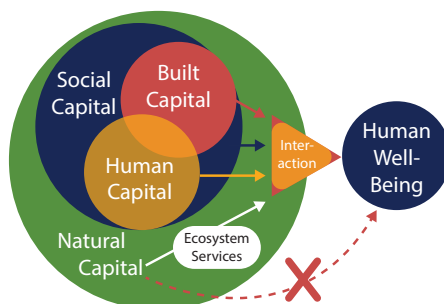 Social
Capital
Built
Capital
Human
Capital
Natural
Capital
Ecosystem
Services
Inter-
action
Human
Well-
Being